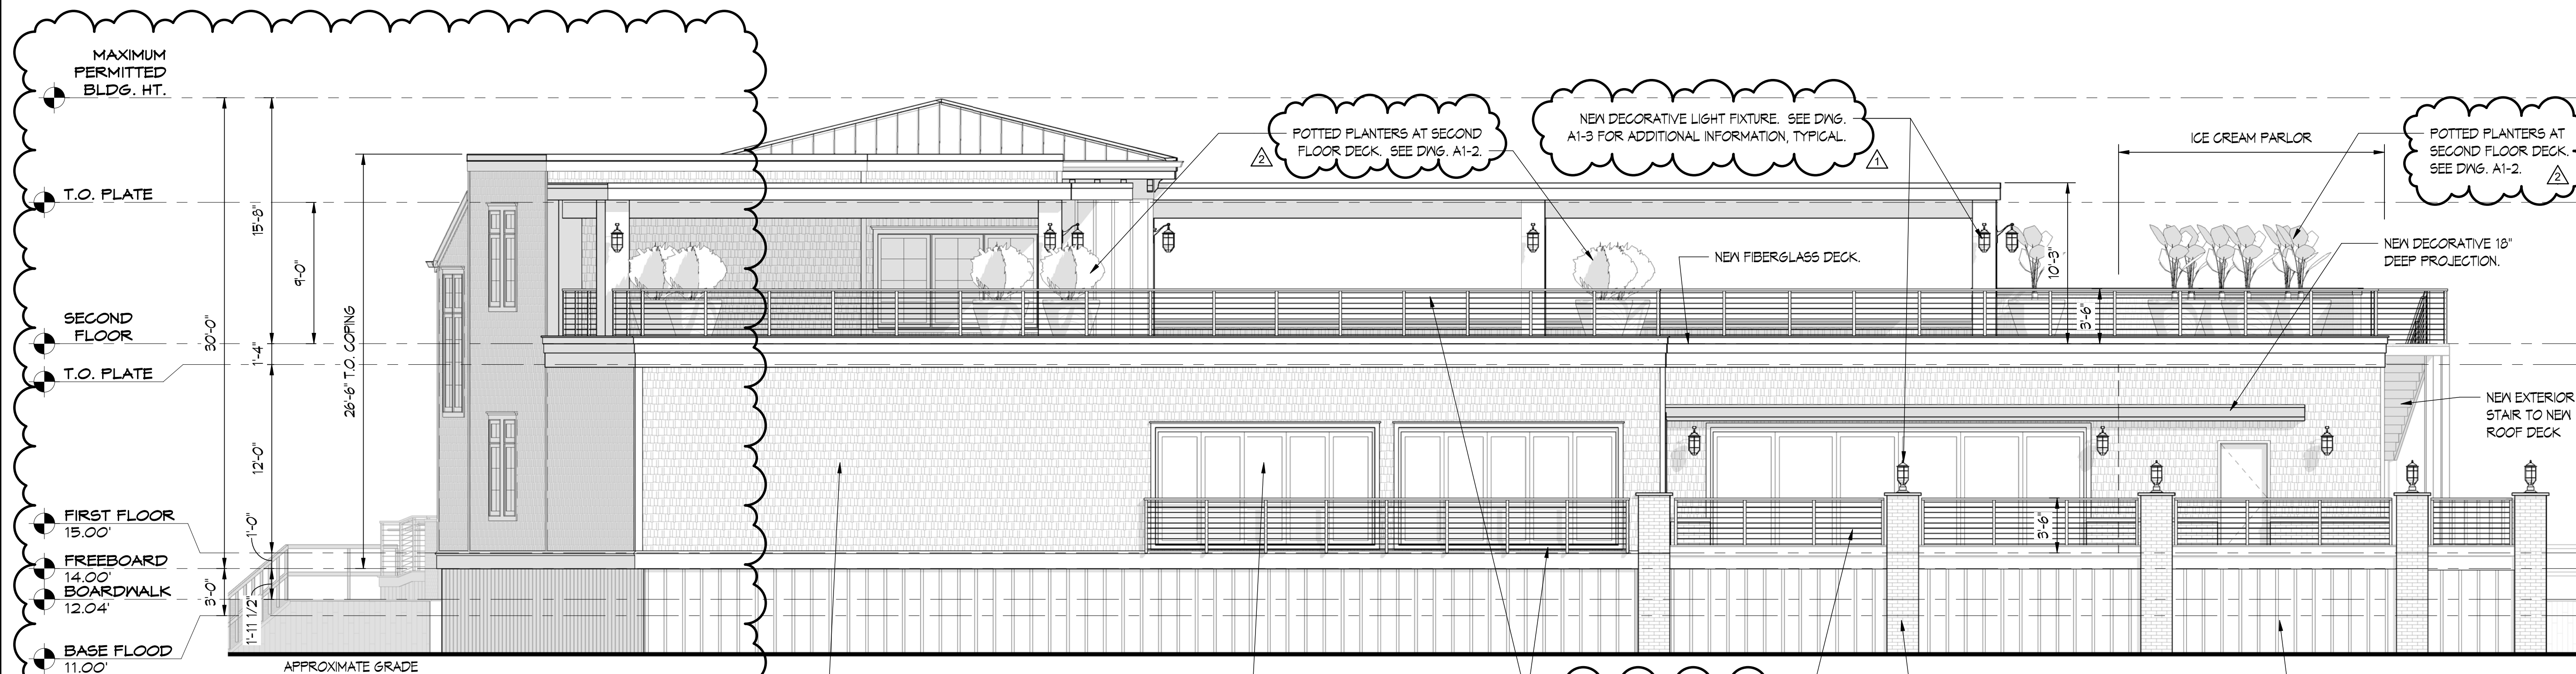 MAXIMUM
PERMITTED
BLDG. HT.
T.O. PLATE
SECOND
FLOOR
T.O. PLATE
FIRST FLOOR
15.00'
FREEBOARD
14.00'
BOARDWALK
12.04'
BASE FLOOD
11.00'
30'-0"
3'-0"
15'-8"
1'-4"
12'-0"
1'-0"
1'-11 1/2"
9'-0"
26'-6" T.O. COPING
APPROXIMATE GRADE
POTTED PLANTERS AT SECOND
FLOOR DECK. SEE DWG. A1-2.
2
NEW DECORATIVE LIGHT FIXTURE. SEE DWG.
A1-3 FOR ADDITIONAL INFORMATION, TYPICAL.
1
NEW FIBERGLASS DECK.
10'-3"
3'-6"
3'-6"
ICE CREAM PARLOR
POTTED PLANTERS AT
SECOND FLOOR DECK.
SEE DWG. A1-2.
2
NEW DECORATIVE 18"
DEEP PROJECTION.
NEW EXTERIOR
STAIR TO NEW
ROOF DECK